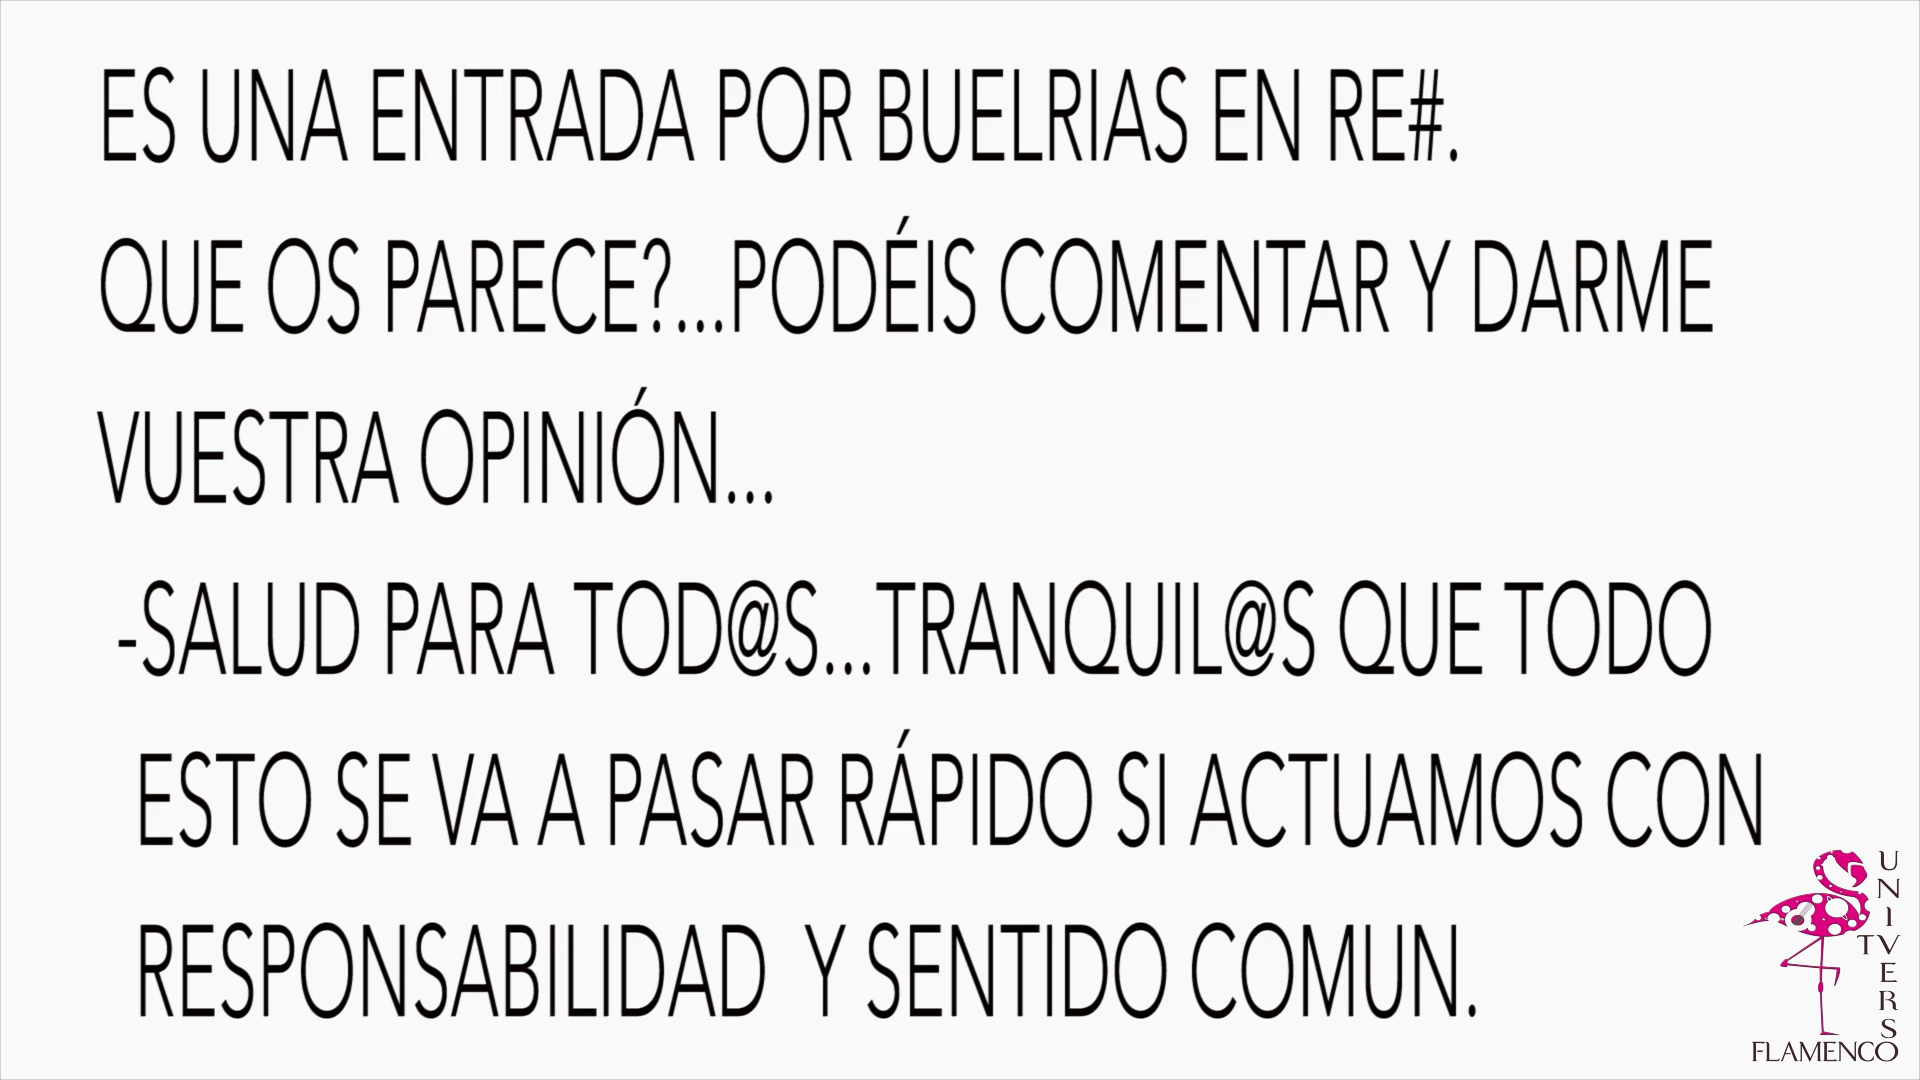 ES UNA ENTRADA POR BUELRIAS EN RE#.
QUE OS PARECE?...PODÉIS COMENTAR Y DARME
VUESTRA OPINIÓN...
-SALUD PARA TOD@S...TRANQUIL@S QUE TODO
ESTO SE VA A PASAR RÁPIDO SI ACTUAMOS CON
RESPONSABILIDAD Y SENTIDO COMUN.
UNIVERSO
TV
FLAMENCO